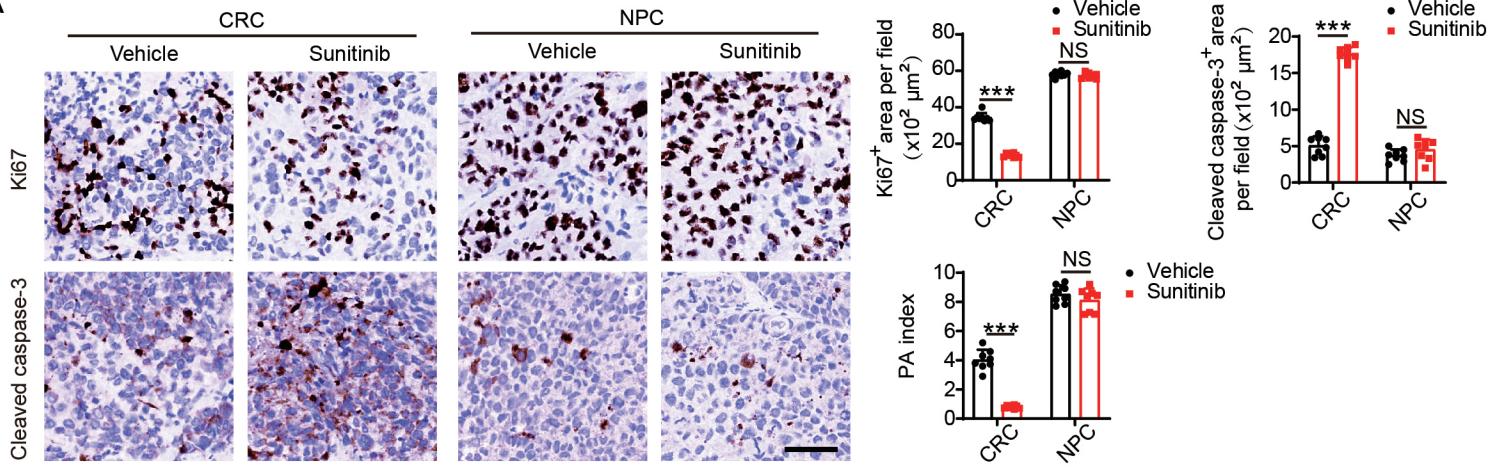 CRC
NPC
Vehicle
Sunitinib
Vehicle
Sunitinib
Ki67
Cleaved caspase-3
Vehicle
Sunitinib
Ki67+ area per field
(x10² µm²)
80
60
40
20
0
***
NS
CRC
NPC
Vehicle
Sunitinib
Cleaved caspase-3+ area
per field (x10² µm²)
20
15
10
5
0
***
NS
CRC
NPC
Vehicle
Sunitinib
PA index
10
8
6
4
2
0
***
NS
CRC
NPC